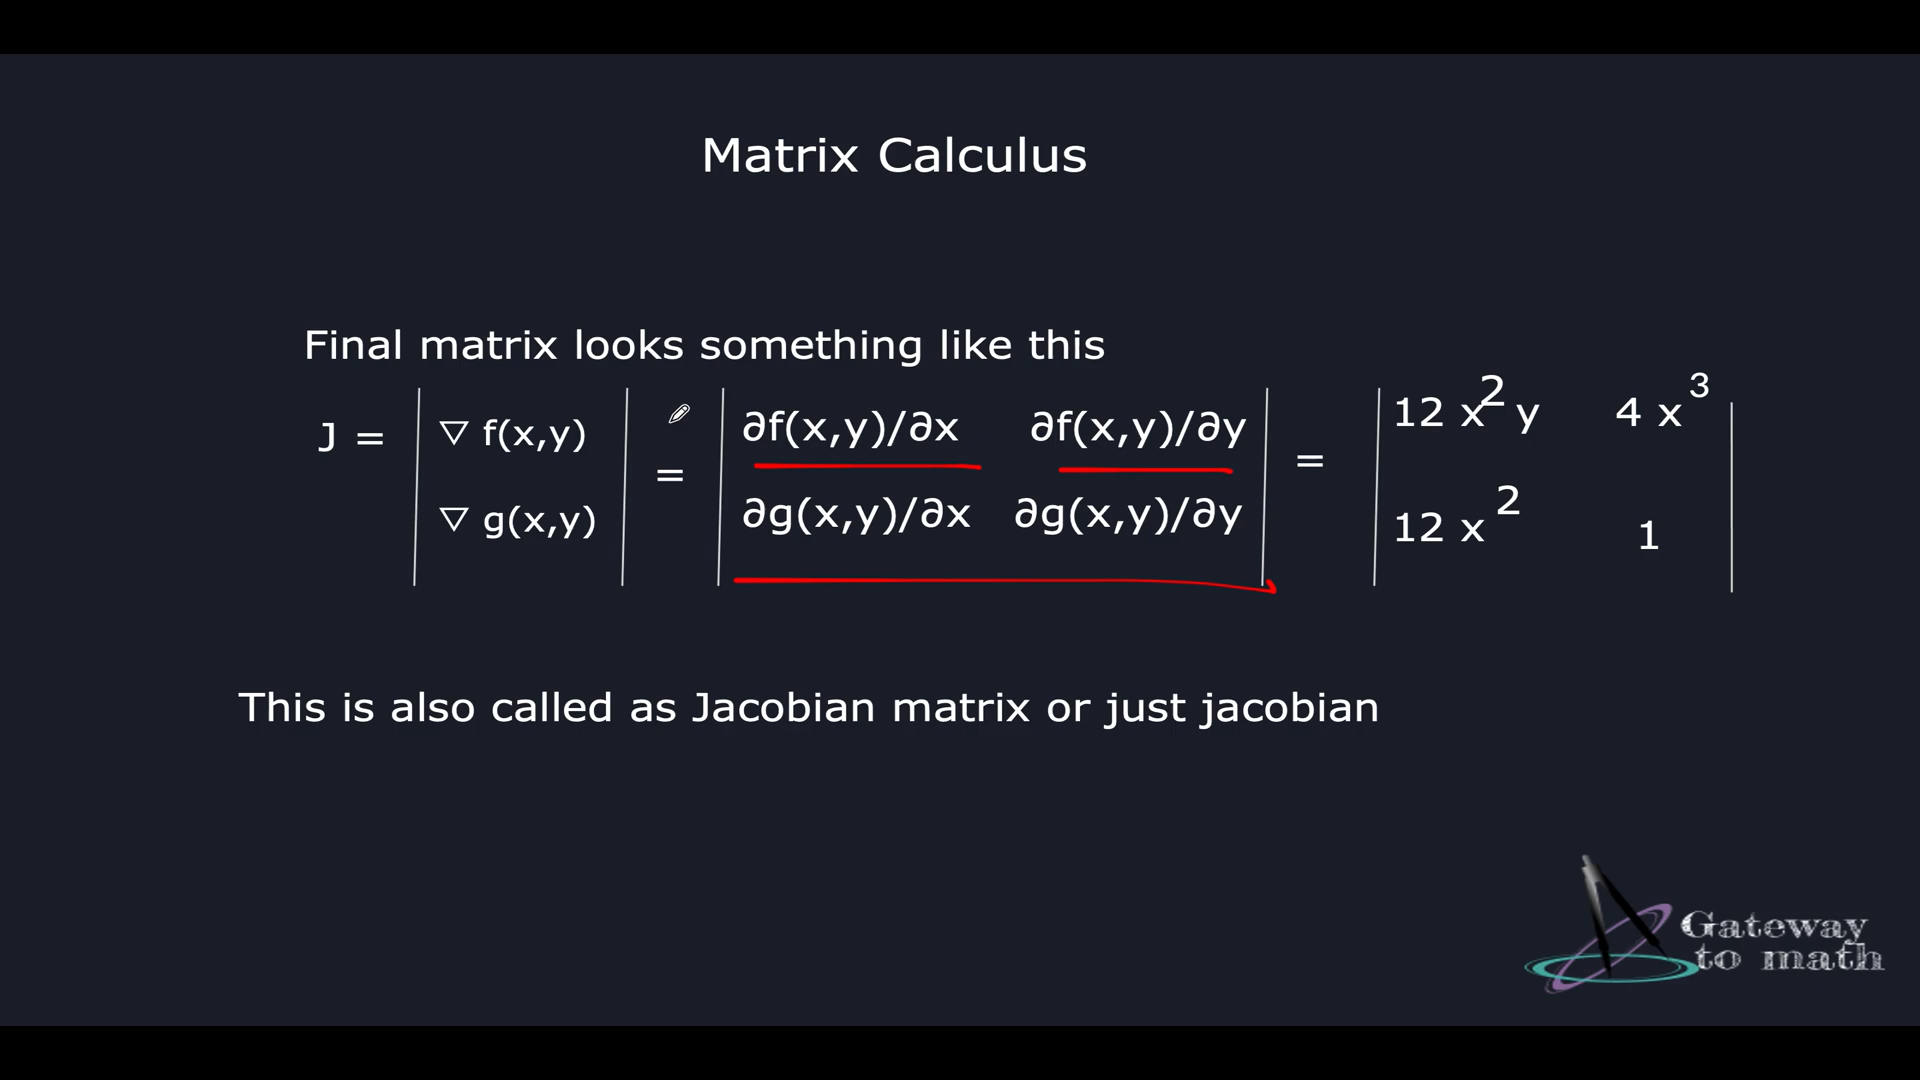 Matrix Calculus
Final matrix looks something like this
J = | ▽ f(x,y) | = | ∂f(x,y)/∂x ∂f(x,y)/∂y | = | 12 x² y 4 x³ |
| ▽ g(x,y) | | ∂g(x,y)/∂x ∂g(x,y)/∂y | | 12 x² 1 |
This is also called as Jacobian matrix or just jacobian
Gateway
to math